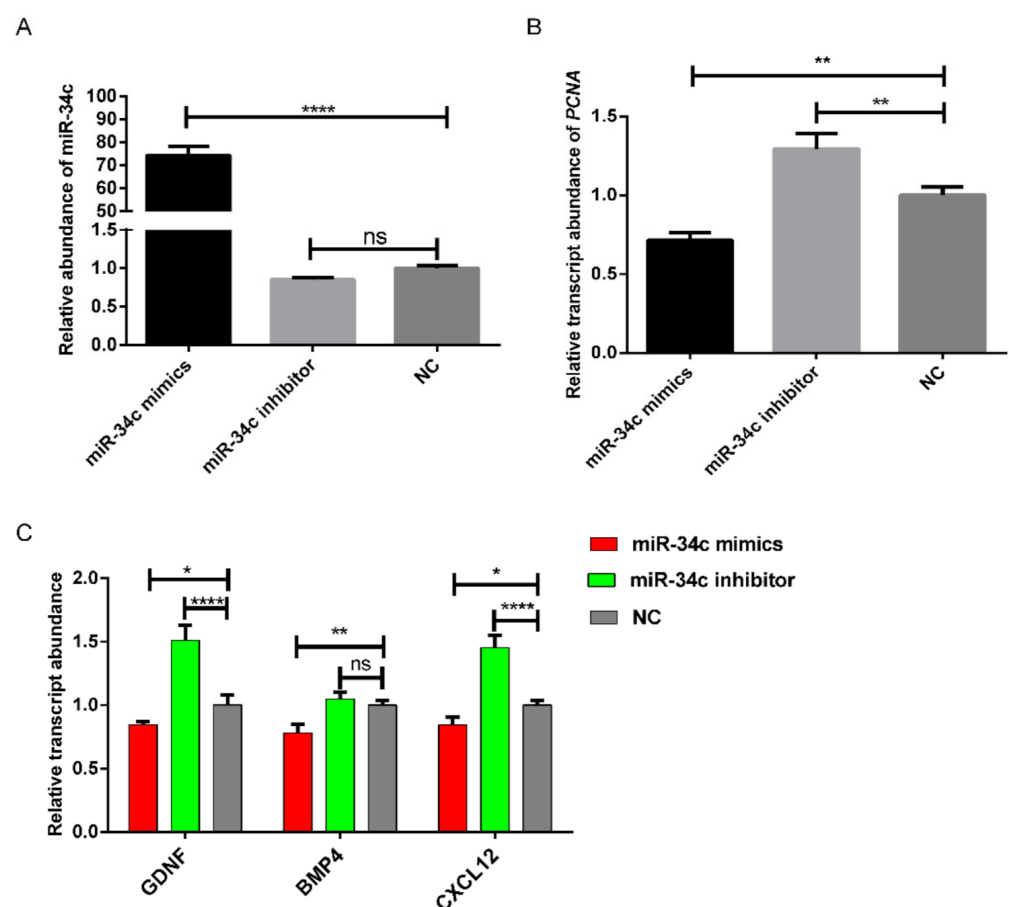 A
Relative abundance of miR-34c
100
90
80
70
60
50
1.5
1.0
0.5
0.0
****
ns
miR-34c mimics
miR-34c inhibitor
NC
B
Relative transcript abundance of PCNA
1.5
1.0
0.5
0.0
**
**
miR-34c mimics
miR-34c inhibitor
NC
C
Relative transcript abundance
2.0
1.5
1.0
0.5
0.0
*
****
**
ns
*
****
GDNF
BMP4
CXCL12
miR-34c mimics
miR-34c inhibitor
NC